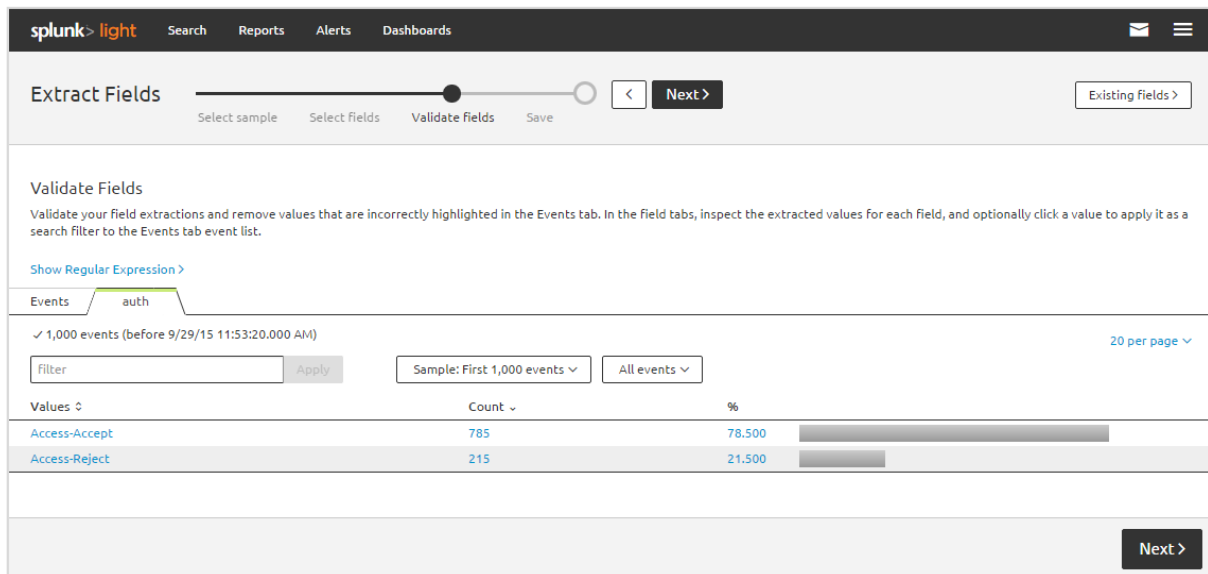 splunk> light Search Reports Alerts Dashboards
Extract Fields
Select sample Select fields Validate fields Save
< Next > Existing fields >
Validate Fields
Validate your field extractions and remove values that are incorrectly highlighted in the Events tab. In the field tabs, inspect the extracted values for each field, and optionally click a value to apply it as a
search filter to the Events tab event list.
Show Regular Expression >
Events auth
✓ 1,000 events (before 9/29/15 11:53:20.000 AM)
20 per page
filter Apply Sample: First 1,000 events All events
Values Count %
Access-Accept 785 78.500
Access-Reject 215 21.500
Next >